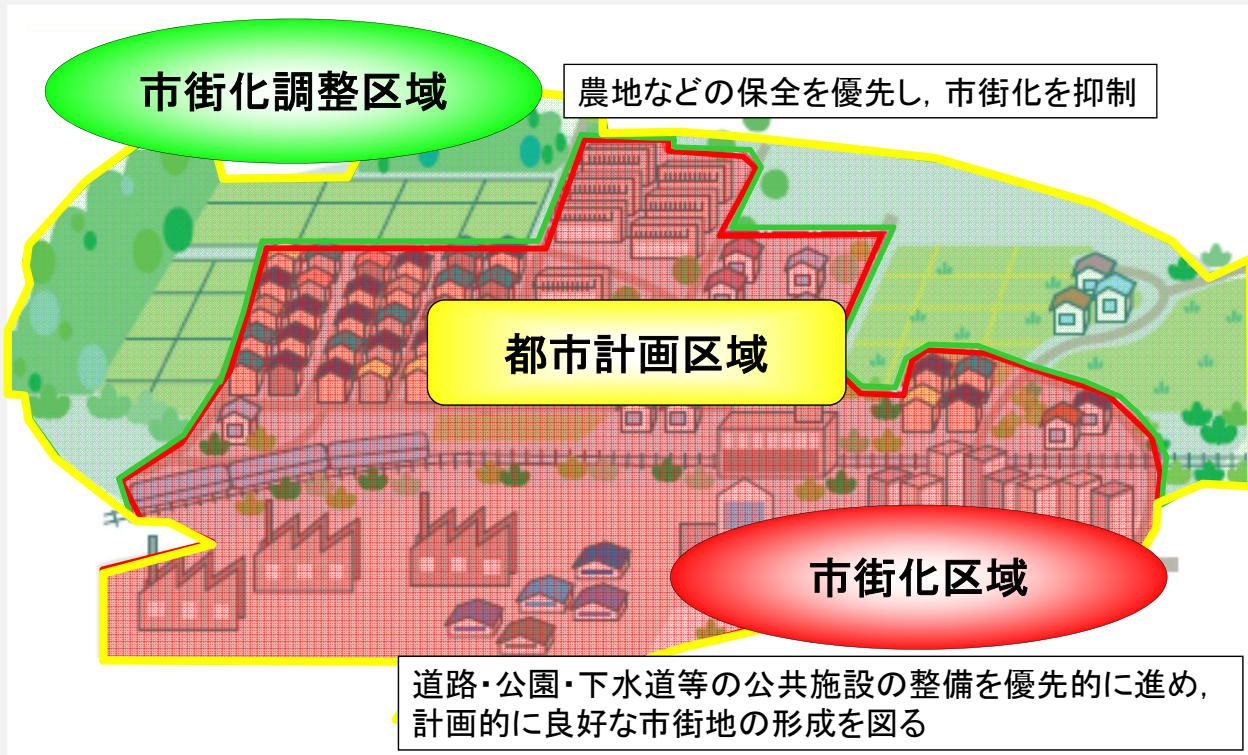 市街化調整区域
農地などの保全を優先し，市街化を抑制
都市計画区域
市街化区域
道路・公園・下水道等の公共施設の整備を優先的に進め，
計画的に良好な市街地の形成を図る